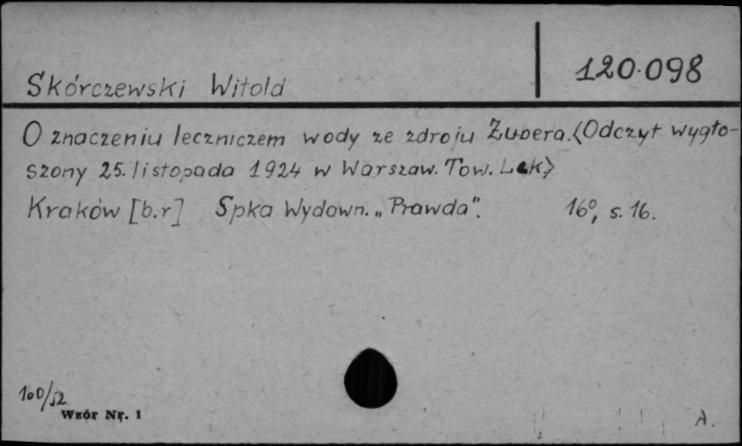 Skórczewski Witold
120.098
O znaczeniu leczniczem wody ze zdroju Zubera.<Odczyt wygło-
szony 25. listopada 1924 w Warszaw. Tow. Lek>
Kraków [b.r] Spka Wydawn. „Prawda". 16°, s. 16.
100/52
Wzór Nr. 1
A.